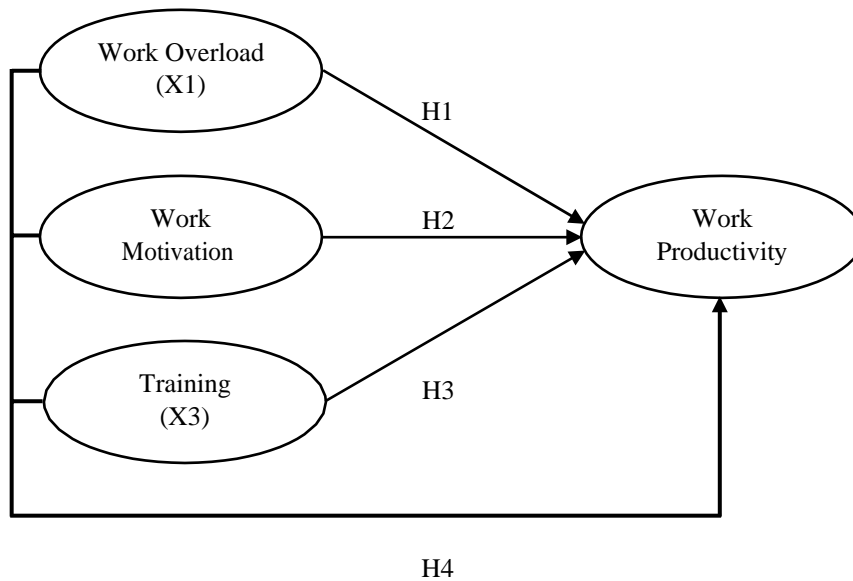 Work Overload
(X1)
H1
Work
Motivation
H2
Work
Productivity
Training
(X3)
H3
H4